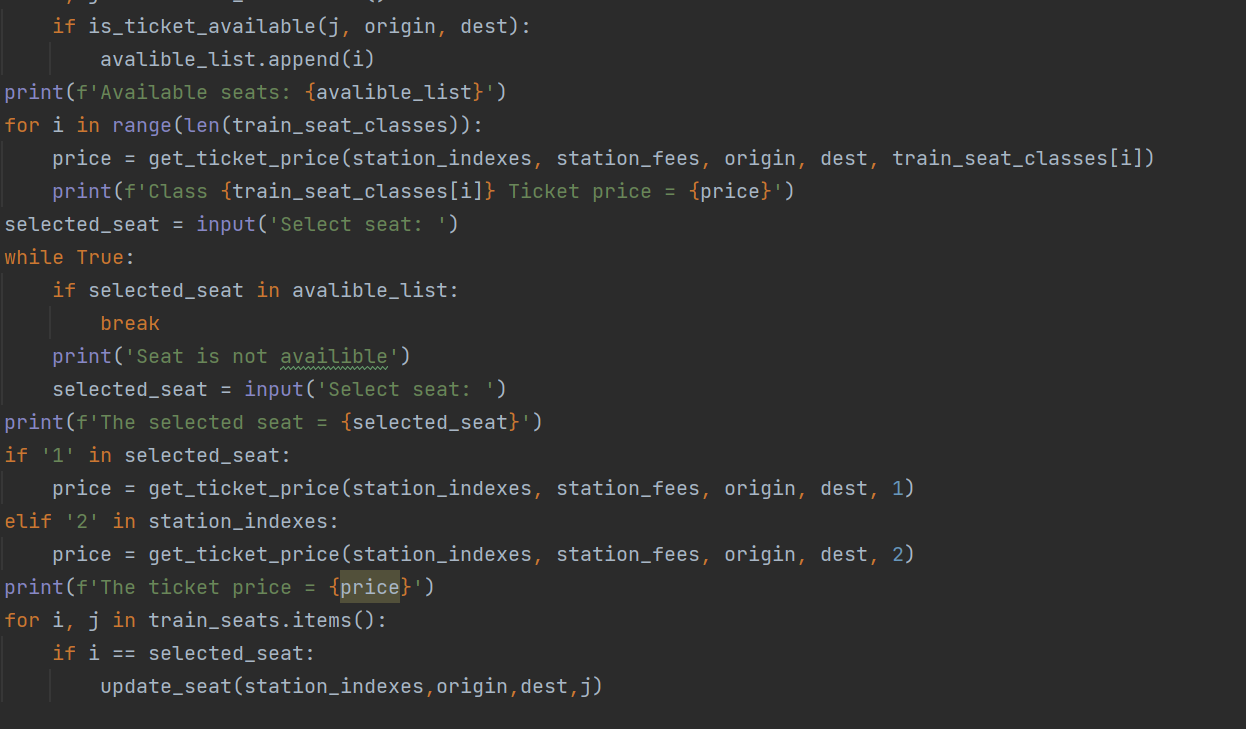 if is_ticket_available(j, origin, dest):
        avalible_list.append(i)
print(f'Available seats: {avalible_list}')
for i in range(len(train_seat_classes)):
    price = get_ticket_price(station_indexes, station_fees, origin, dest, train_seat_classes[i])
    print(f'Class {train_seat_classes[i]} Ticket price = {price}')
selected_seat = input('Select seat: ')
while True:
    if selected_seat in avalible_list:
        break
    print('Seat is not availible')
    selected_seat = input('Select seat: ')
print(f'The selected seat = {selected_seat}')
if '1' in selected_seat:
    price = get_ticket_price(station_indexes, station_fees, origin, dest, 1)
elif '2' in station_indexes:
    price = get_ticket_price(station_indexes, station_fees, origin, dest, 2)
print(f'The ticket price = {price}')
for i, j in train_seats.items():
    if i == selected_seat:
        update_seat(station_indexes,origin,dest,j)